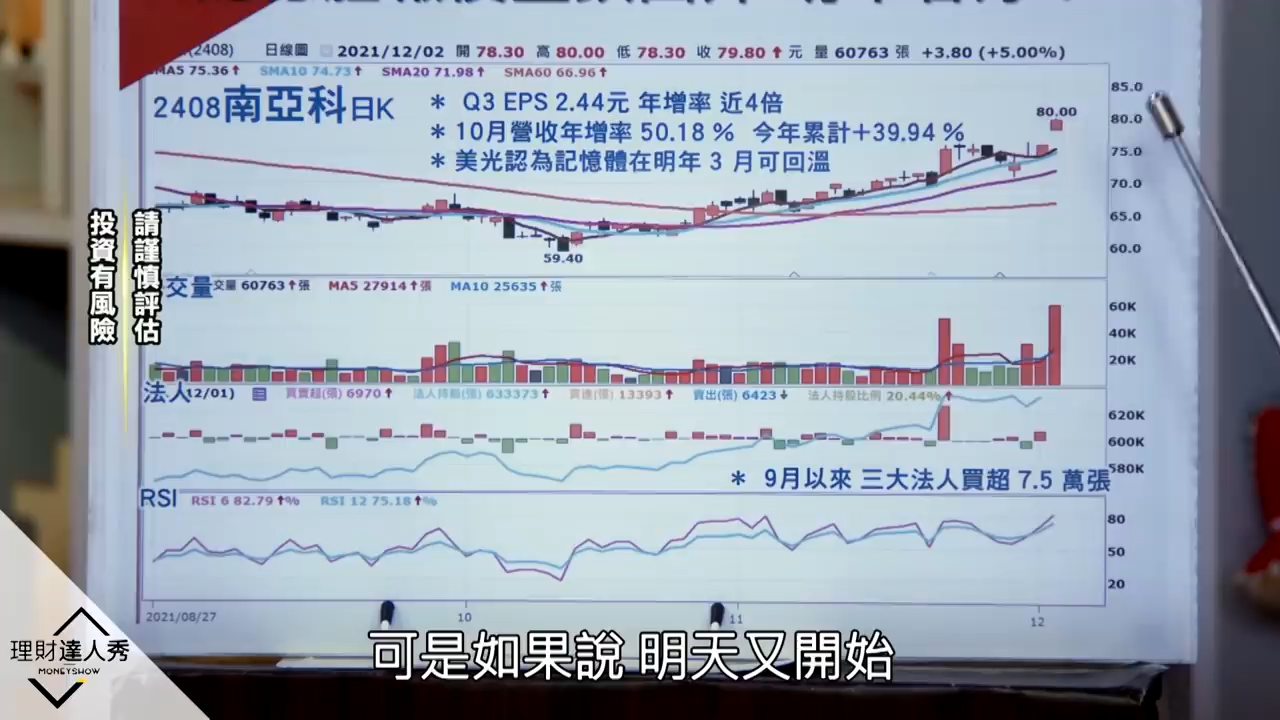 (2408) 日線圖 2021/12/02 開 78.30 高 80.00 低 78.30 收 79.80↑ 元 量 60763 張 +3.80 (+5.00%)
SMA5 75.36↑ SMA10 74.73↑ SMA20 71.98↑ SMA60 66.96↑
2408南亞科日K
* Q3 EPS 2.44元 年增率 近4倍
* 10月營收年增率 50.18 % 今年累計+39.94 %
* 美光認為記憶體在明年 3 月可回溫
80.00
59.40
85.0
80.0
75.0
70.0
65.0
60.0
請謹慎評估
投資有風險
交量 交量 60763↑張 MA5 27914↑張 MA10 25635↑張
60K
40K
20K
法人 12/01) 買賣超(張) 6970↑ 法人持股(張) 633373↑ 買進(張) 13393↑ 賣出(張) 6423↓ 法人持股比例 20.44%↑
620K
600K
580K
* 9月以來 三大法人買超 7.5 萬張
RSI RSI 6 82.79↑% RSI 12 75.18↑%
80
50
20
2021/08/27 10 11 12
可是如果說 明天又開始
理財達人秀
MONEYSHOW